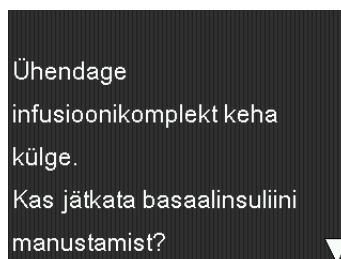 Ühendage
infusioonikomplekt keha
külge.
Kas jätkata basaalinsuliini
manustamist?